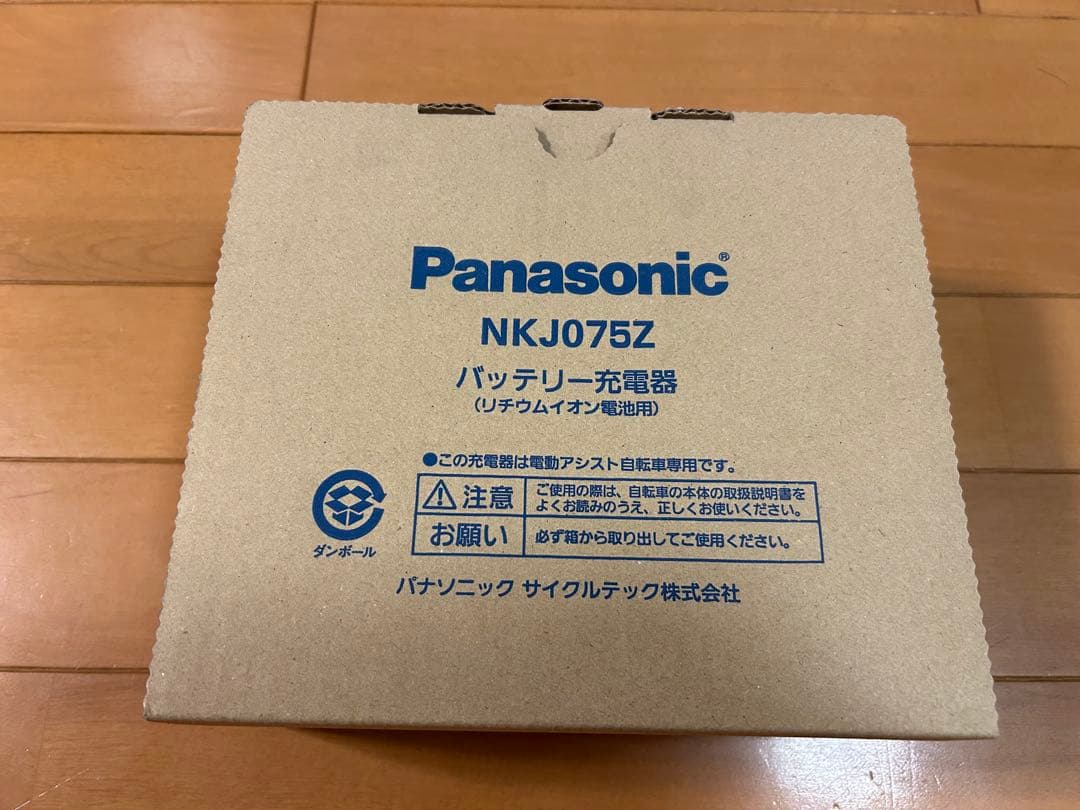 Panasonic®
NKJ075Z
バッテリー充電器
(リチウムイオン電池用)
●この充電器は電動アシスト自転車専用です。
注意
ご使用の際は、自転車の本体の取扱説明書を
よくお読みのうえ、正しくお使いください。
お願い
必ず箱から取り出してご使用ください。
ダンボール
パナソニック サイクルテック株式会社